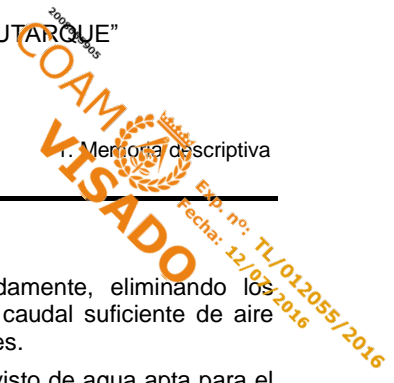 UTARQUE”
1. Memoria descriptiva
damente, eliminando los
caudal suficiente de aire
es.
visto de agua apta para el
COAM
VISADO
Exp. nº: TL/012055/2016
Fecha: 12/07/2016